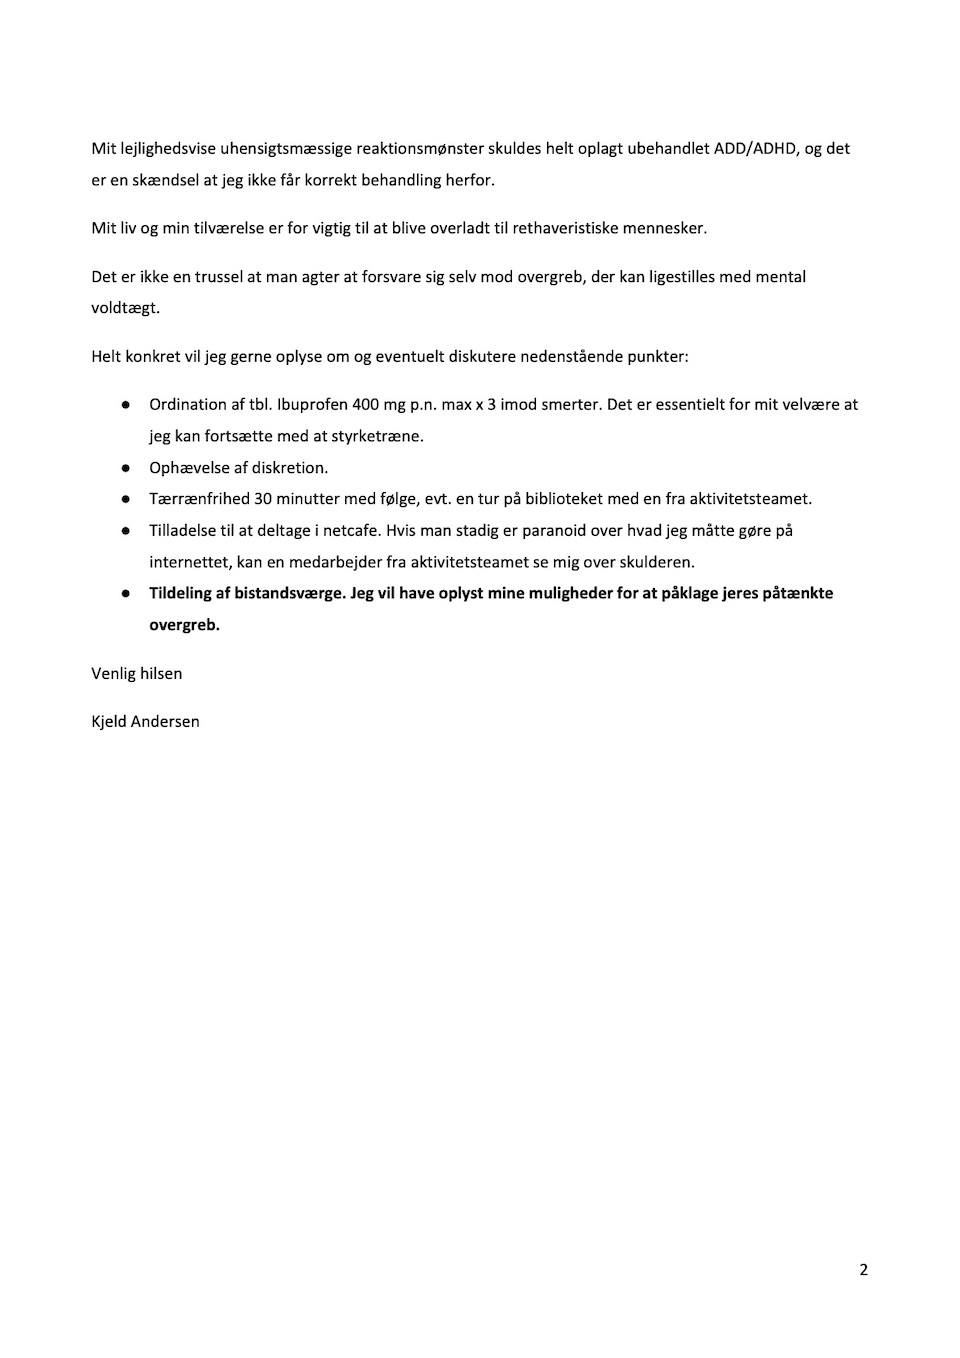 Mit lejlighedsvise uhensigtsmæssige reaktionsmønster skuldes helt oplagt ubehandlet ADD/ADHD, og det
er en skændsel at jeg ikke får korrekt behandling herfor.
Mit liv og min tilværelse er for vigtig til at blive overladt til rethaveristiske mennesker.
Det er ikke en trussel at man agter at forsvare sig selv mod overgreb, der kan ligestilles med mental
voldtægt.
Helt konkret vil jeg gerne oplyse om og eventuelt diskutere nedenstående punkter:
● Ordination af tbl. Ibuprofen 400 mg p.n. max x 3 imod smerter. Det er essentielt for mit velvære at
jeg kan fortsætte med at styrketræne.
● Ophævelse af diskretion.
● Tærrænfrihed 30 minutter med følge, evt. en tur på biblioteket med en fra aktivitetsteamet.
● Tilladelse til at deltage i netcafe. Hvis man stadig er paranoid over hvad jeg måtte gøre på
internettet, kan en medarbejder fra aktivitetsteamet se mig over skulderen.
● Tildeling af bistandsværge. Jeg vil have oplyst mine muligheder for at påklage jeres påtænkte
overgreb.
Venlig hilsen
Kjeld Andersen
2